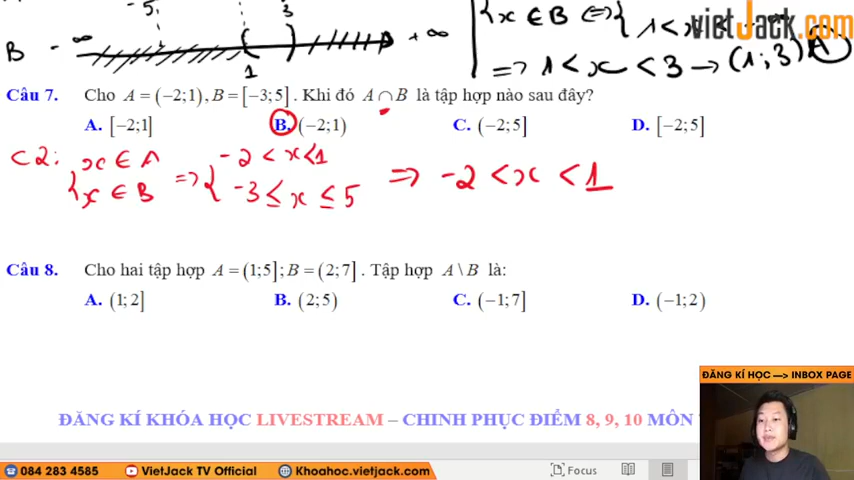 -5 3
B -∞ +∞
1
{x ∈ B ⟺ { 1 < x
vietJack.com
⟹ 1 < x < 3 → (1; 3) A
Câu 7. Cho A = (−2;1), B = [−3;5]. Khi đó A ∩ B là tập hợp nào sau đây?
A. [−2;1] B. (−2;1) C. (−2;5] D. [−2;5]
C2: x ∈ A ⟹ { -2 < x < 1
{ x ∈ B -3 ≤ x ≤ 5 ⟹ -2 < x < 1
Câu 8. Cho hai tập hợp A = (1;5]; B = (2;7]. Tập hợp A \ B là:
A. (1;2] B. (2;5) C. (−1;7] D. (−1;2)
ĐĂNG KÍ HỌC —> INBOX PAGE
ĐĂNG KÍ KHÓA HỌC LIVESTREAM – CHINH PHỤC ĐIỂM 8, 9, 10 MÔN
084 283 4585 VietJack TV Official Khoahoc.vietjack.com Focus